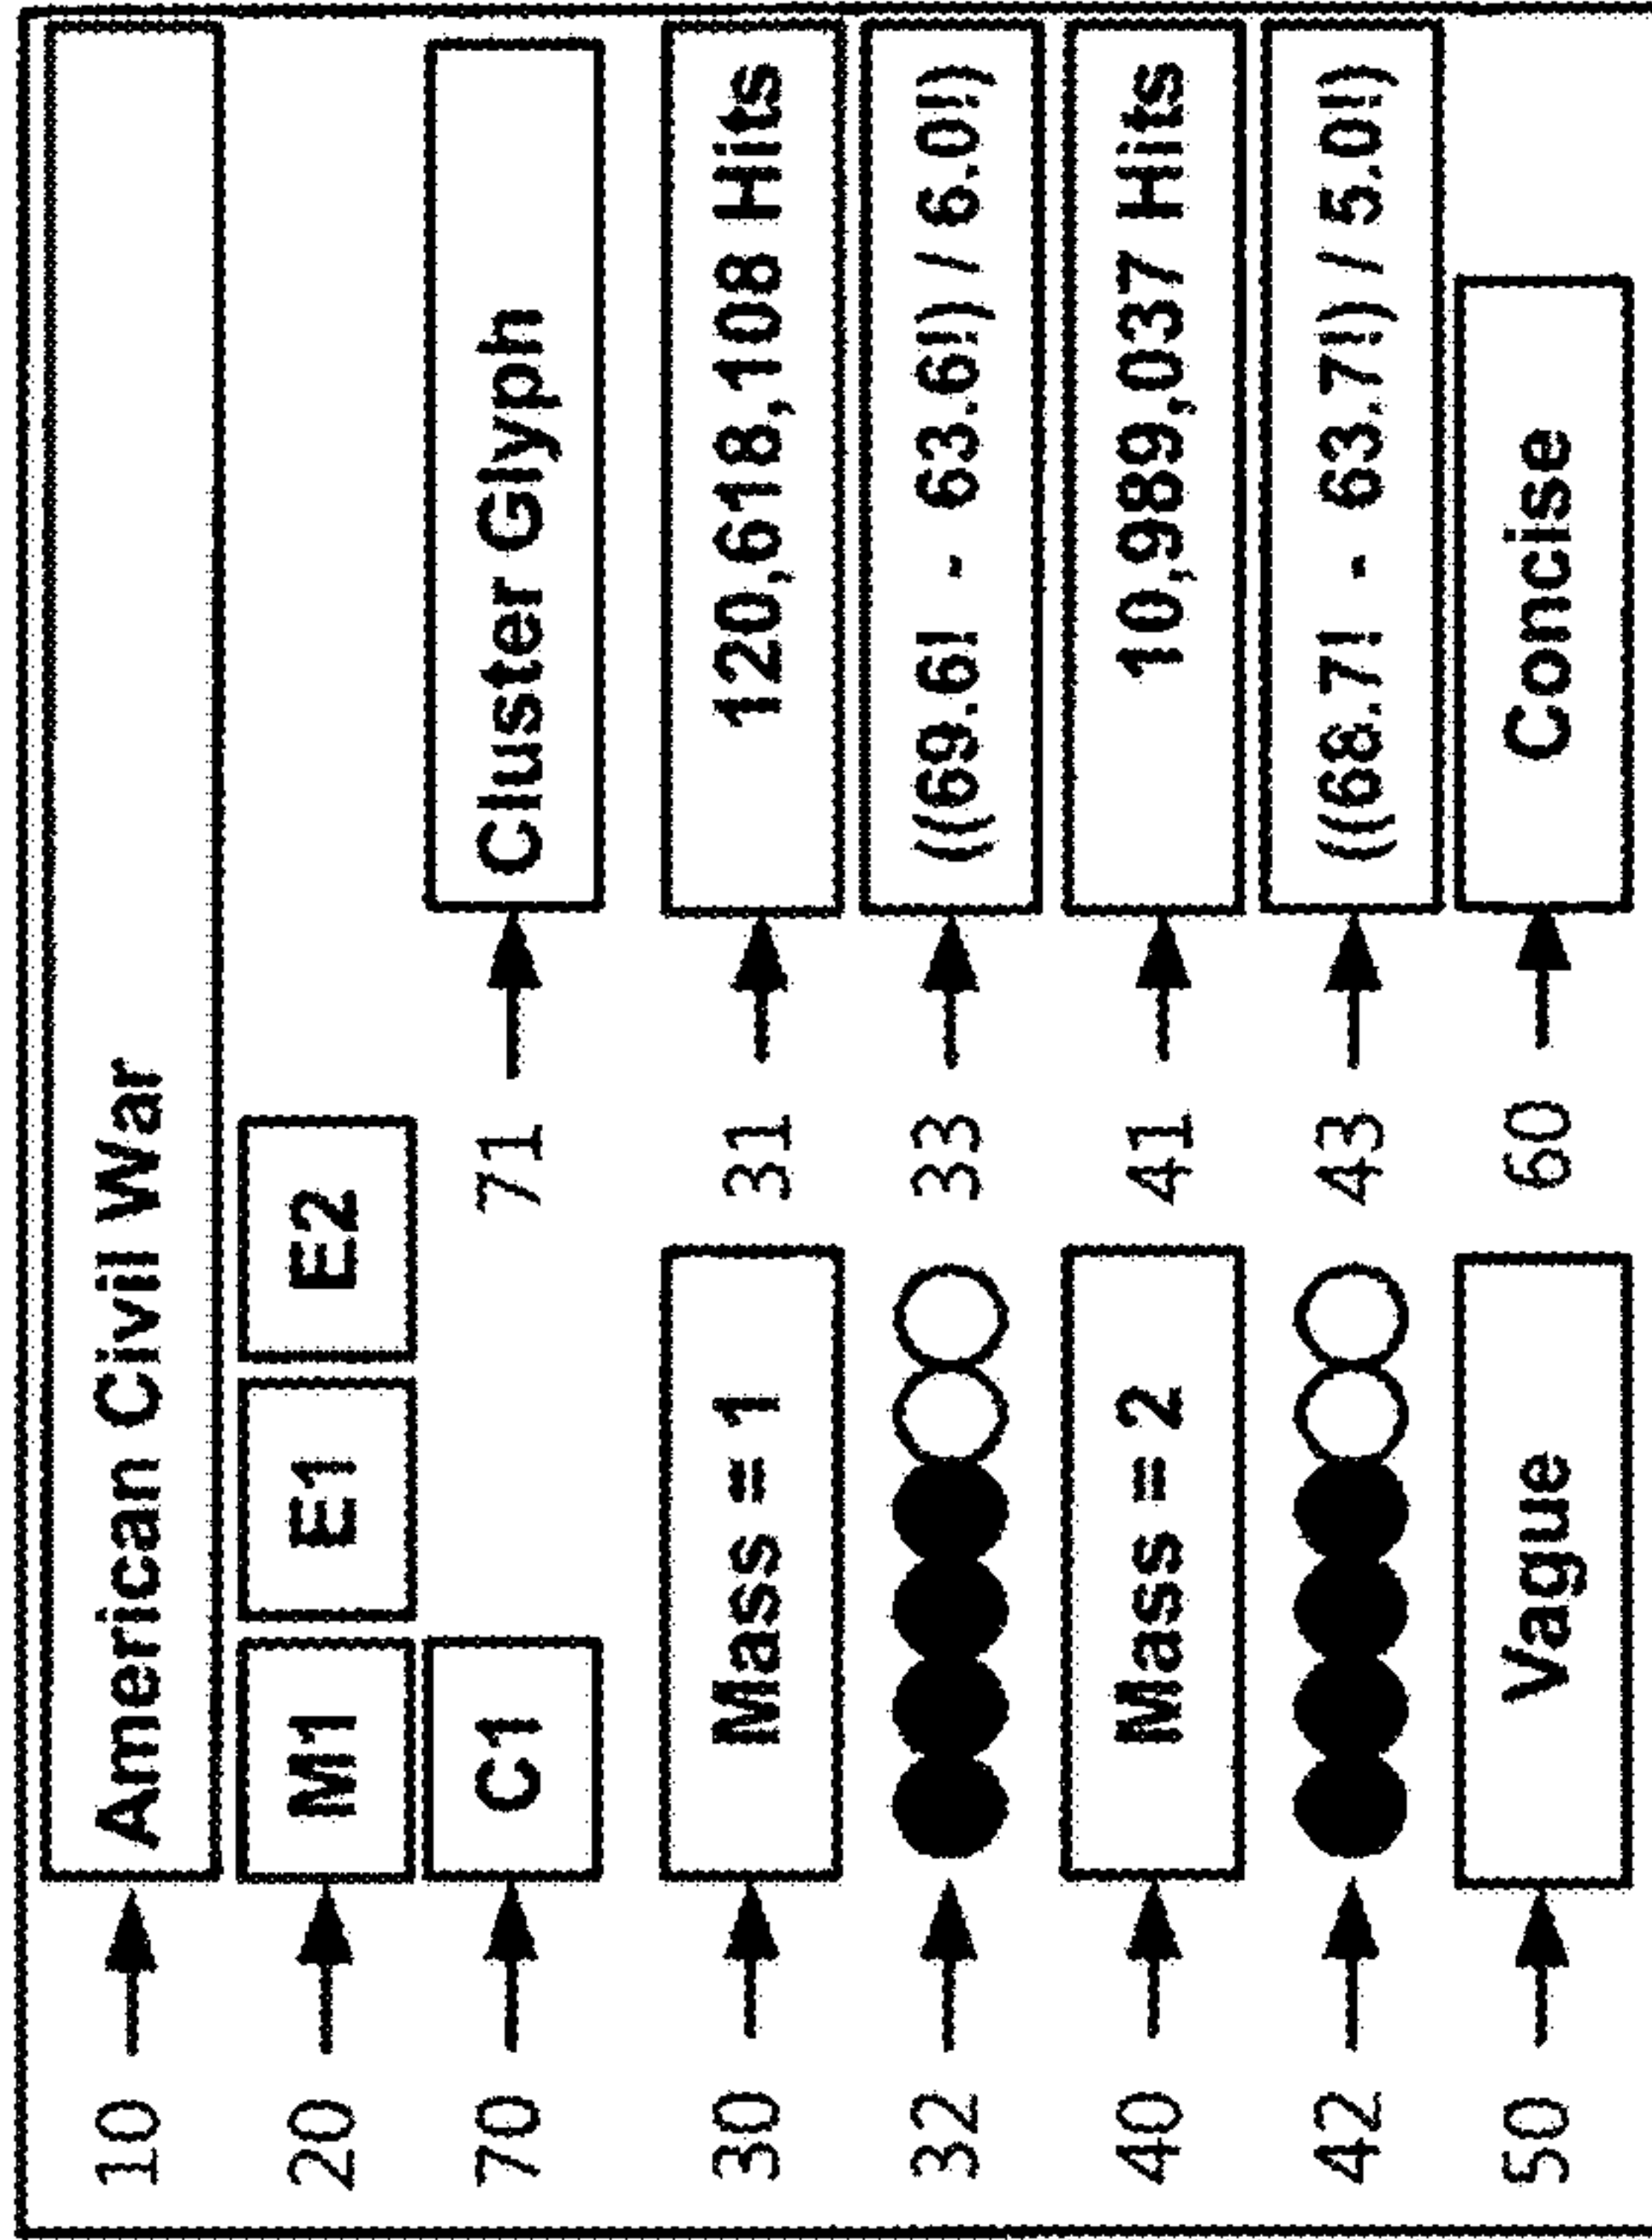 10 American Civil War
20 M1 E1 E2
70 C1 71 Cluster Glyph
30 Mass = 1 31 120,618,108 Hits
32 33 (((69.6! - 63.6!) / 6.0!)
40 Mass = 2 41 10,989,037 Hits
42 43 (((68.7! - 63.7!) / 5.0!)
50 Vague 60 Concise